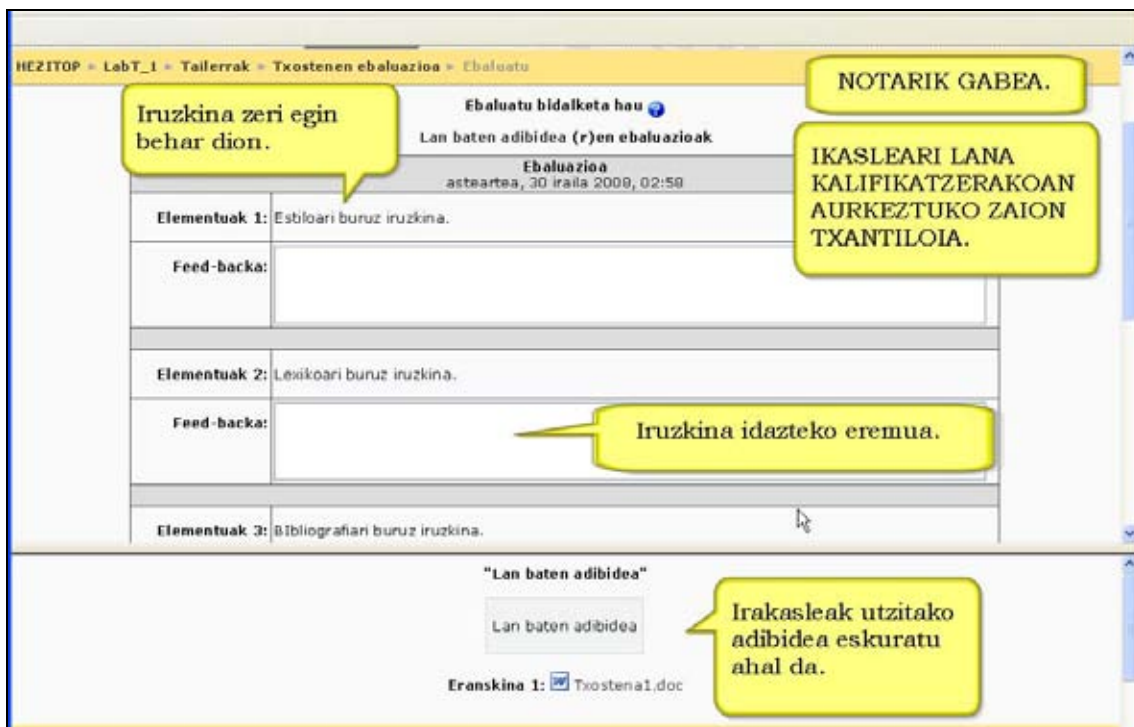 HEZITOP ► LabT_1 ► Tailerrak ► Txostenen ebaluazioa ► Ebaluatu
NOTARIK GABEA.
Iruzkina zeri egin
behar dion.
Ebaluatu bidalketa hau
Lan baten adibidea (r)en ebaluazioak
IKASLEARI LANA
KALIFIKATZERAKOAN
AURKEZTUKO ZAION
TXANTILOIA.
Ebaluazioa
asteartea, 30 iraila 2008, 02:58
Elementuak 1: Estiloari buruz iruzkina.
Feed-backa:
Elementuak 2: Lexikoari buruz iruzkina.
Feed-backa:
Iruzkina idazteko eremua.
Elementuak 3: BIbliografiari buruz iruzkina.
"Lan baten adibidea"
Lan baten adibidea
Irakasleak utzitako
adibidea eskuratu
ahal da.
Eranskina 1: Txostena1.doc